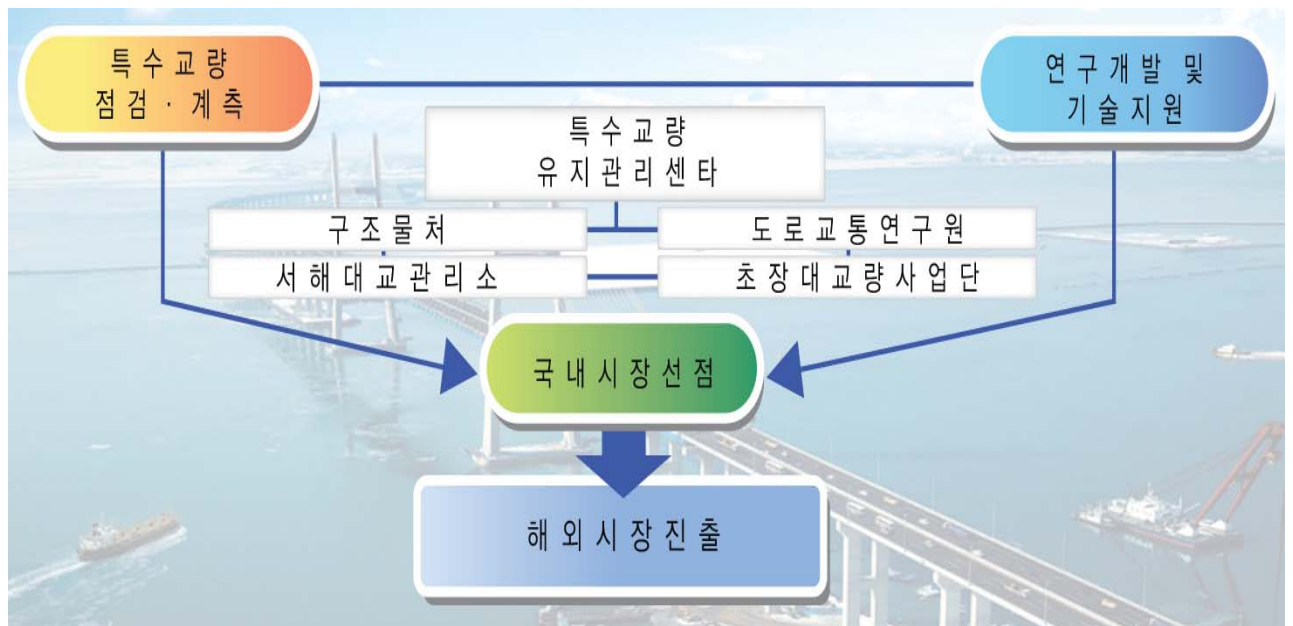 특수교량
점검·계측
연구개발 및
기술지원
특수교량
유지관리센타
구조물처
도로교통연구원
서해대교관리소
초장대교량사업단
국내시장선점
해외시장진출